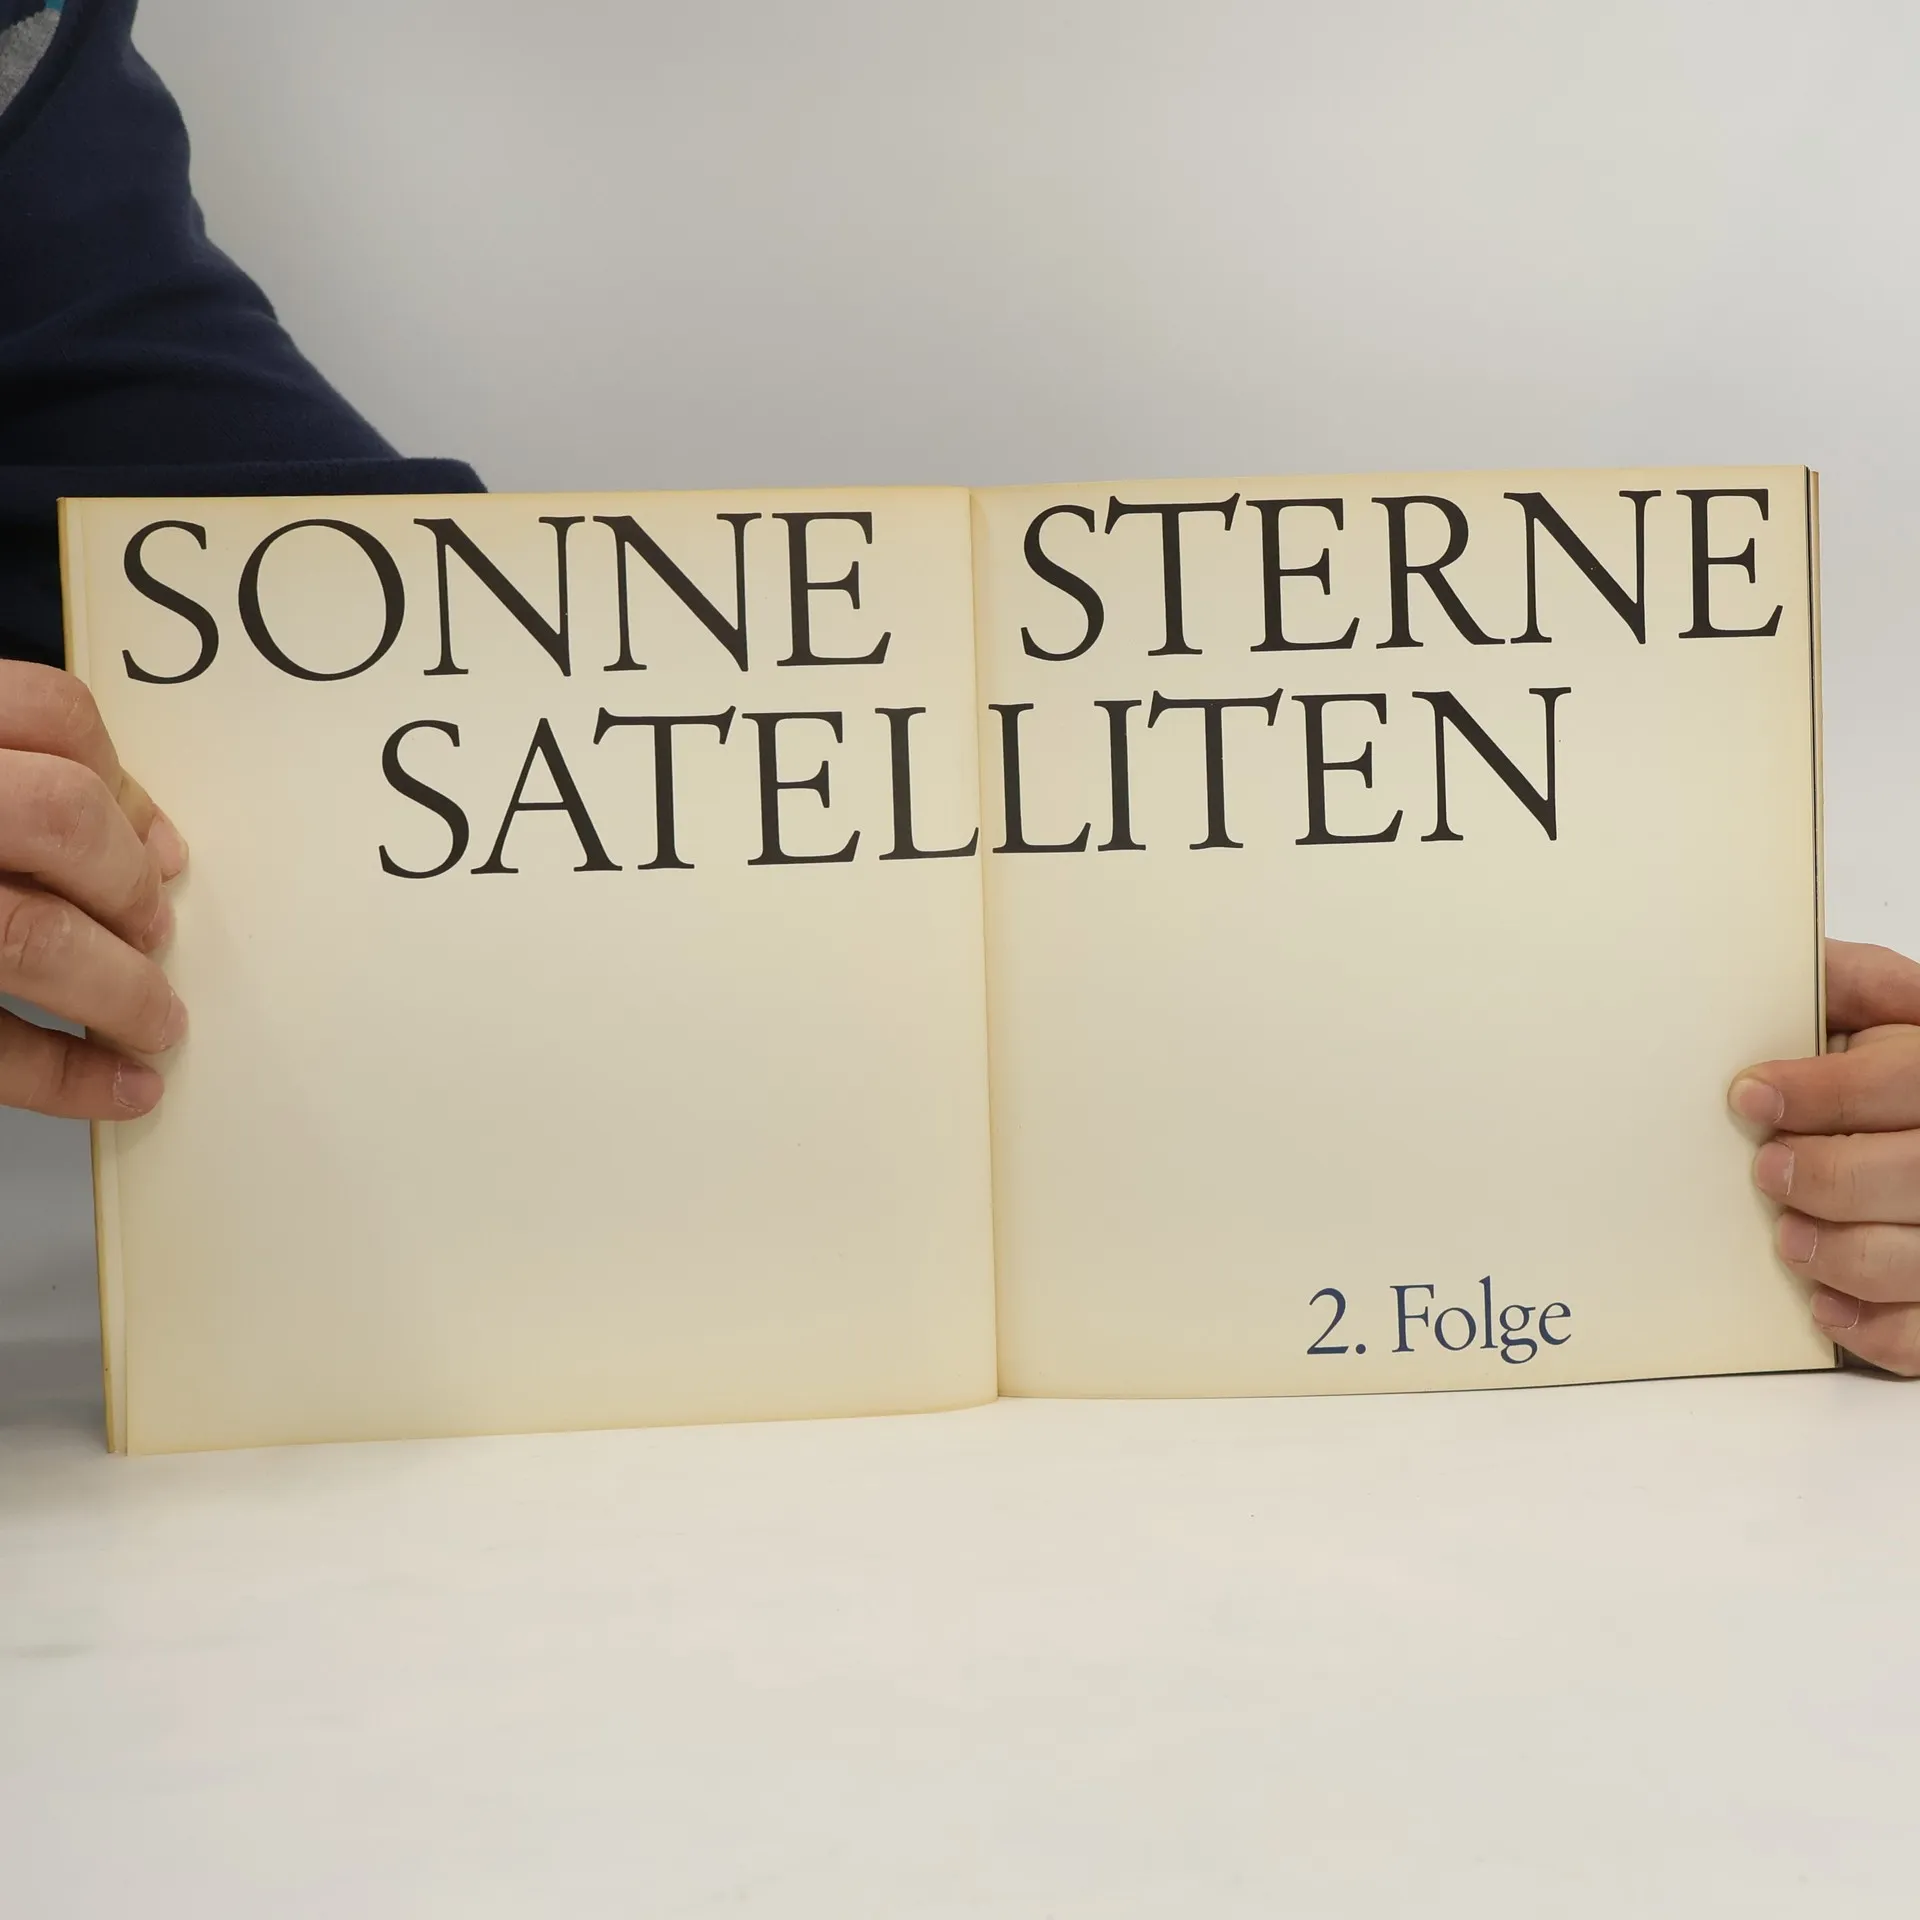 SONNE STERNE
SATELLITEN
2. Folge